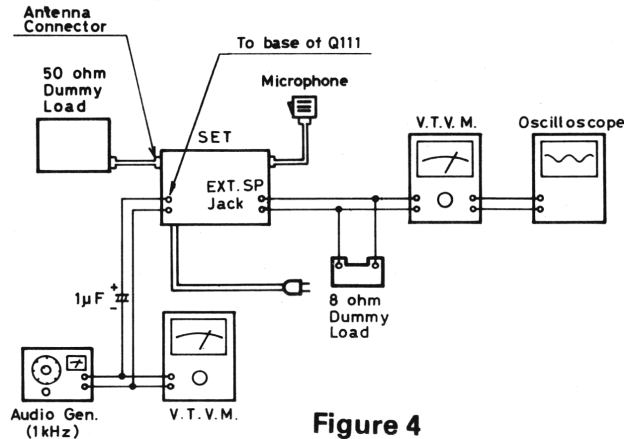 Antenna
Connector
To base of Q111
50 ohm
Dummy
Load
Microphone
SET
V.T.V.M.
Oscilloscope
EXT. SP
Jack
1µF
+
-
8 ohm
Dummy
Load
Audio Gen.
(1kHz)
V.T.V.M.
Figure 4